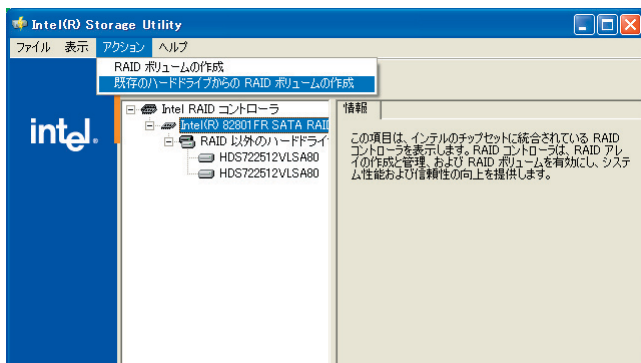 Intel(R) Storage Utility
ファイル 表示 アクション ヘルプ
RAID ボリュームの作成
既存のハードドライブからの RAID ボリュームの作成
Intel RAID コントローラ
Intel(R) 82801FR SATA RAI
RAID 以外のハードドライ
HDS722512VLSA80
HDS722512VLSA80
intel.
情報
この項目は、インテルのチップセットに統合されている RAID
コントローラを表示します。RAID コントローラは、RAID アレ
イの作成と管理、および RAID ボリュームを有効にし、システ
ム性能および信頼性の向上を提供します。